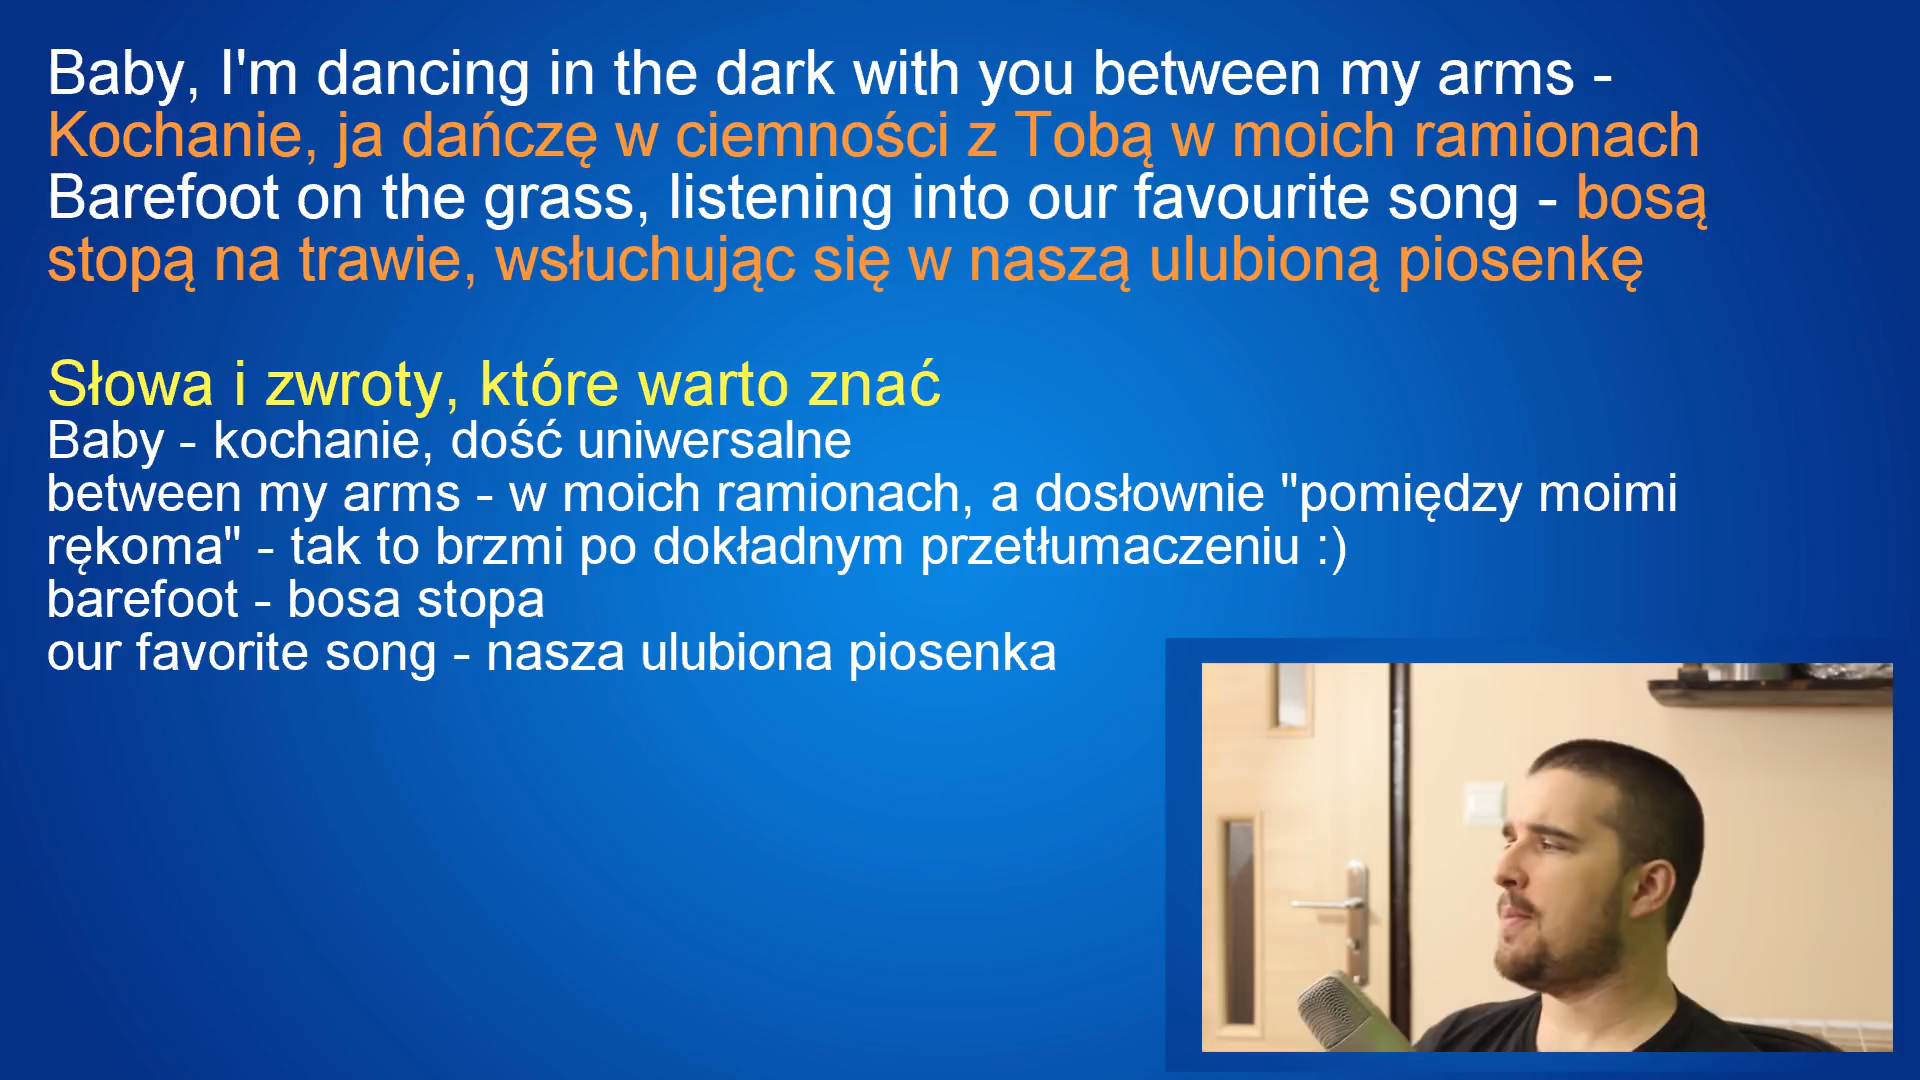 Baby, I'm dancing in the dark with you between my arms -
Kochanie, ja dańczę w ciemności z Tobą w moich ramionach
Barefoot on the grass, listening into our favourite song - bosą
stopą na trawie, wsłuchując się w naszą ulubioną piosenkę
Słowa i zwroty, które warto znać
Baby - kochanie, dość uniwersalne
between my arms - w moich ramionach, a dosłownie "pomiędzy moimi
rękoma" - tak to brzmi po dokładnym przetłumaczeniu :)
barefoot - bosa stopa
our favorite song - nasza ulubiona piosenka